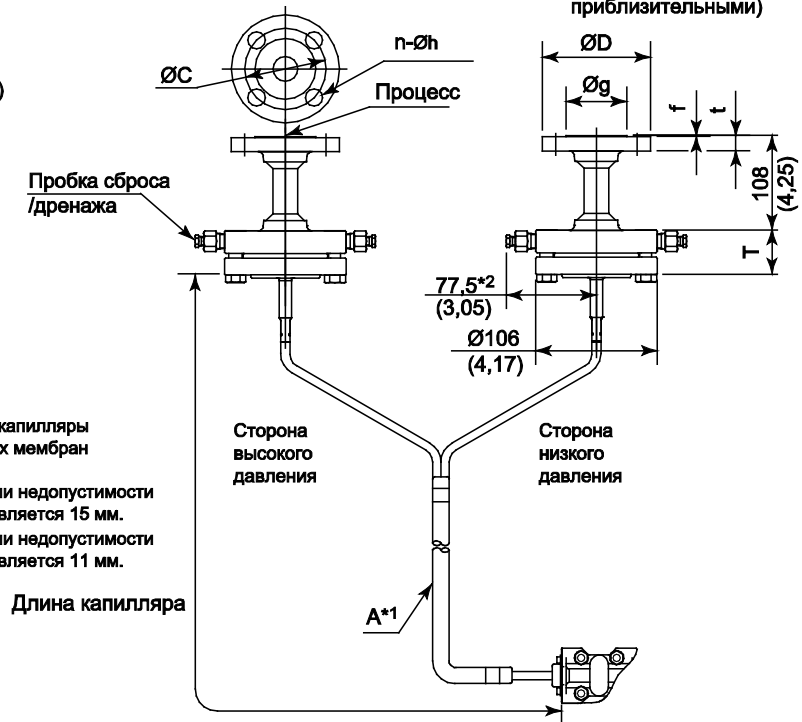 приблизительными)
n-Øh
ØC
Процесс
)
ØD
Øg
f
t
108
(4,25)
T
Пробка сброса
/дренажа
77,5*2
(3,05)
Ø106
(4,17)
капилляры
х мембран
Сторона
высокого
давления
Сторона
низкого
давления
ии недопустимости
вляется 15 мм.
ии недопустимости
вляется 11 мм.
Длина капилляра
A*1